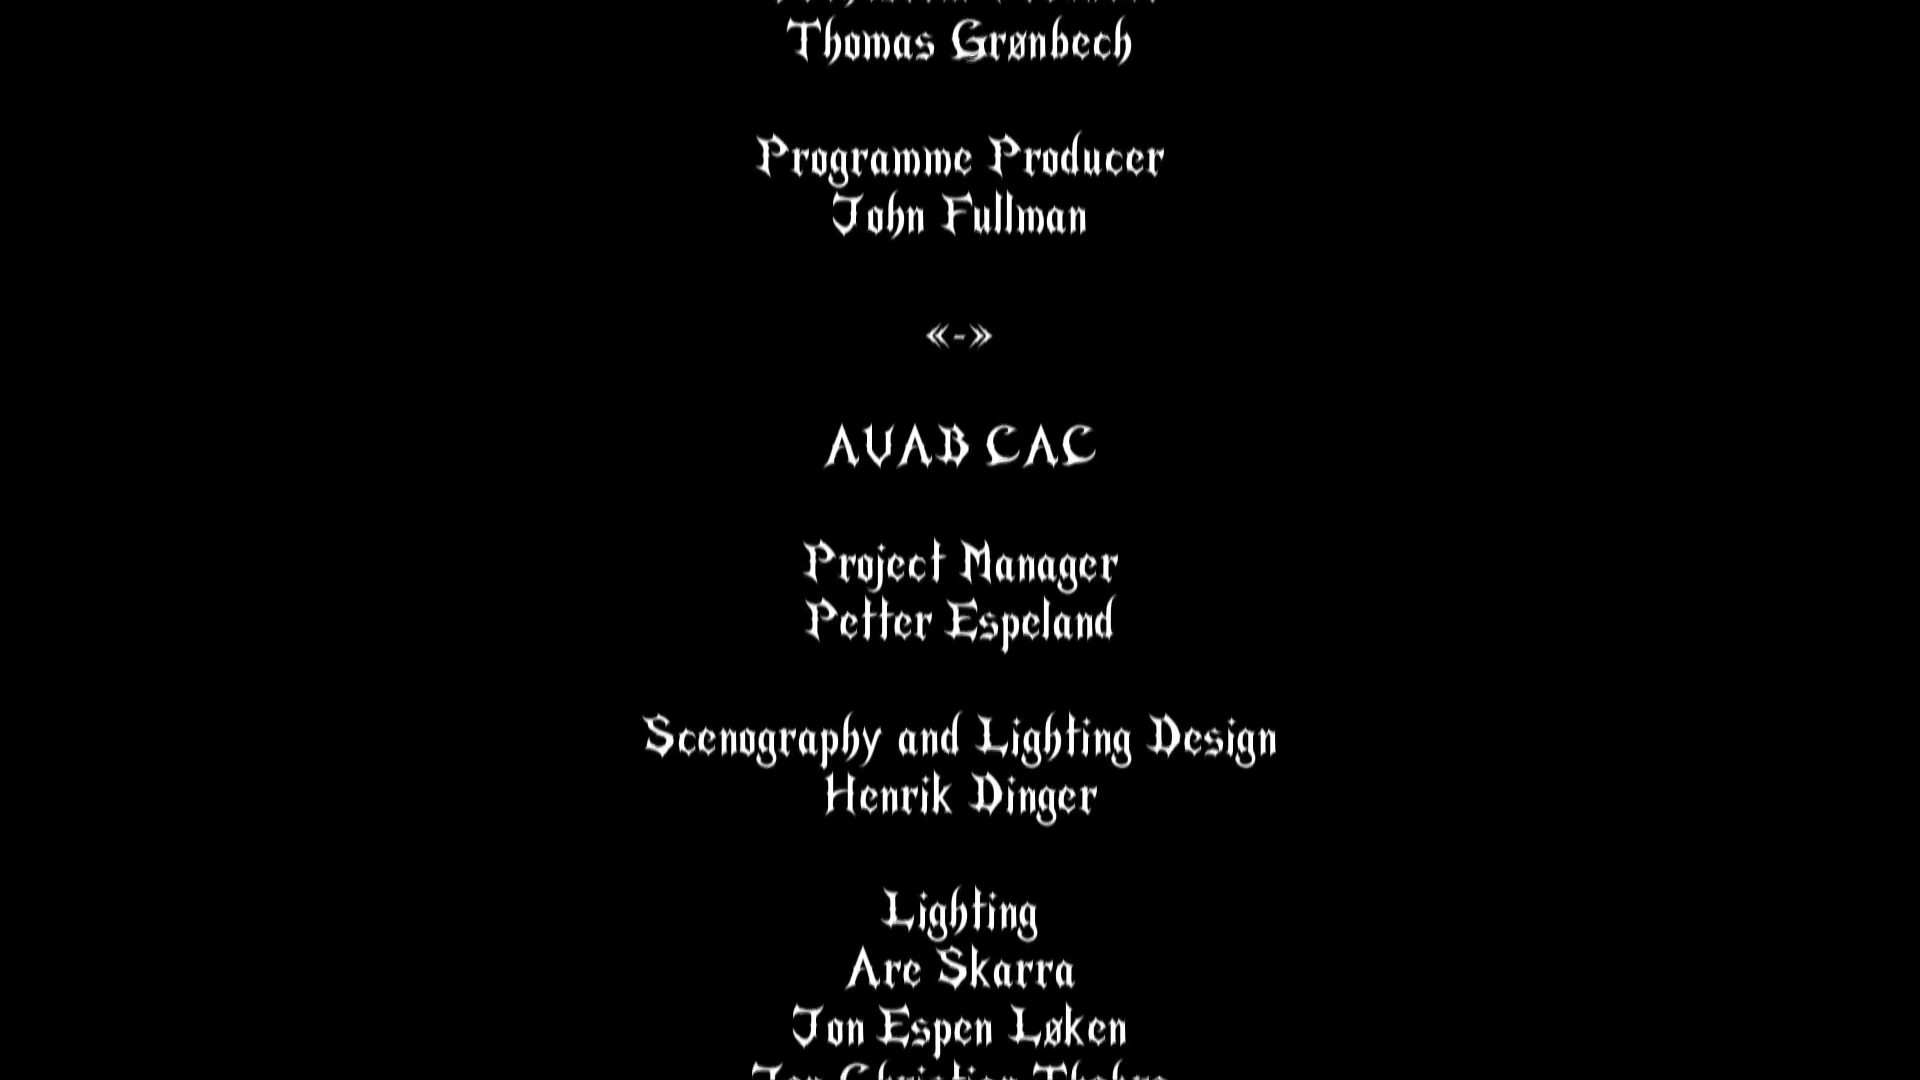 Thomas Grønbech
Programme Producer
John Fullman
«-»
AVAB CAC
Project Manager
Petter Espeland
Scenography and Lighting Design
Henrik Dinger
Lighting
Are Skarra
Jon Espen Løken